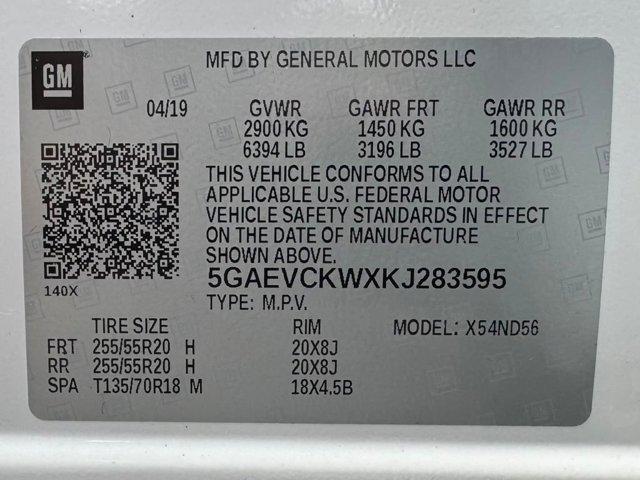 GM
MFD BY GENERAL MOTORS LLC
04/19 GVWR GAWR FRT GAWR RR
2900 KG 1450 KG 1600 KG
6394 LB 3196 LB 3527 LB
THIS VEHICLE CONFORMS TO ALL
APPLICABLE U.S. FEDERAL MOTOR
VEHICLE SAFETY STANDARDS IN EFFECT
ON THE DATE OF MANUFACTURE
SHOWN ABOVE.
140X
5GAEVCKWXKJ283595
TYPE: M.P.V.
TIRE SIZE RIM MODEL: X54ND56
FRT 255/55R20 H 20X8J
RR 255/55R20 H 20X8J
SPA T135/70R18 M 18X4.5B